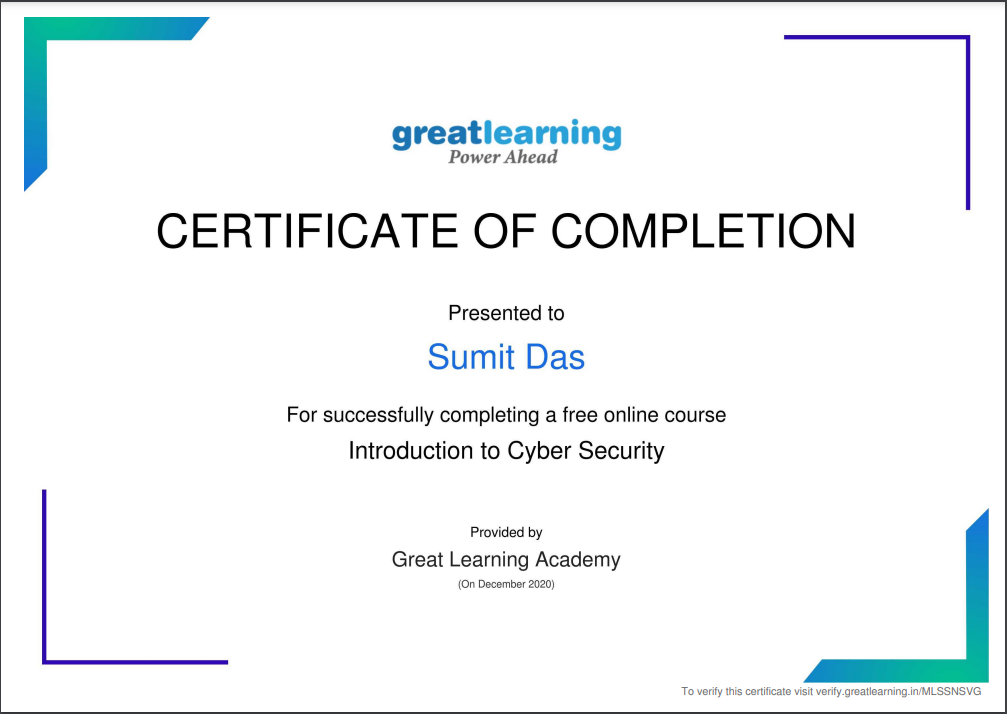 greatlearning
Power Ahead
CERTIFICATE OF COMPLETION
Presented to
Sumit Das
For successfully completing a free online course
Introduction to Cyber Security
Provided by
Great Learning Academy
(On December 2020)
To verify this certificate visit verify.greatlearning.in/MLSSNSVG